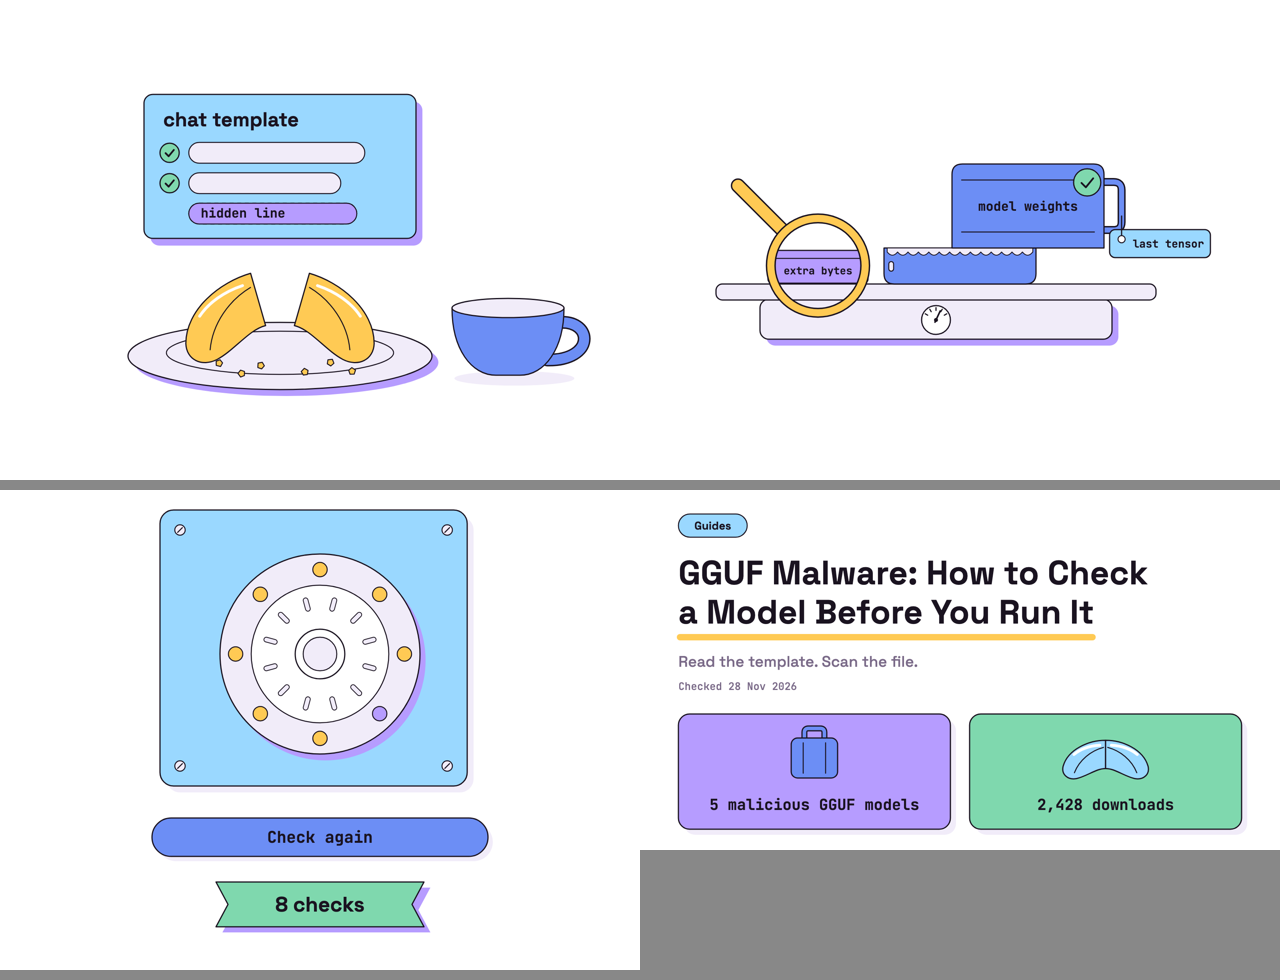 chat template
hidden line
model weights
last tensor
extra bytes
Check again
8 checks
Guides
GGUF Malware: How to Check
a Model Before You Run It
Read the template. Scan the file.
Checked 28 Nov 2026
5 malicious GGUF models
2,428 downloads